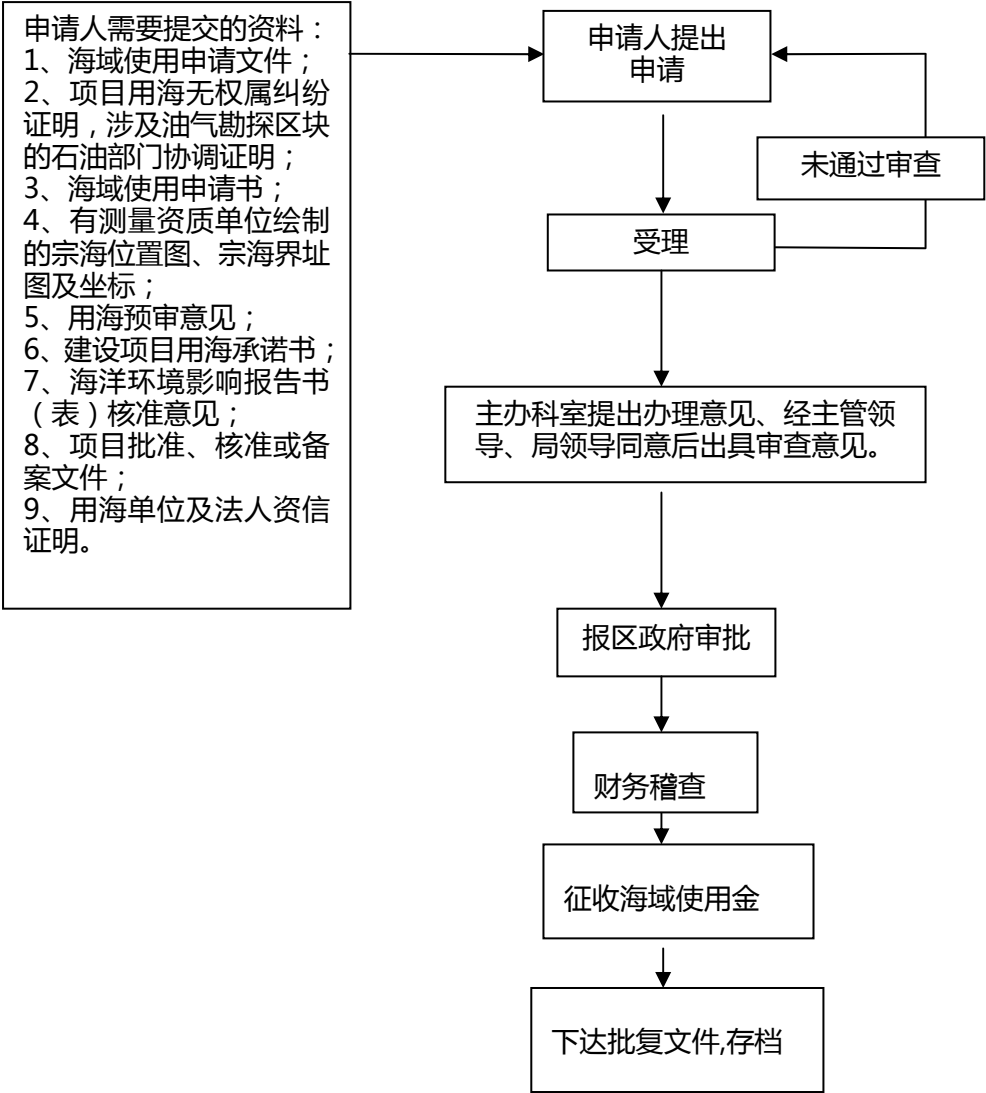 申请人需要提交的资料：
1、海域使用申请文件；
2、项目用海无权属纠纷
证明，涉及油气勘探区块
的石油部门协调证明；
3、海域使用申请书；
4、有测量资质单位绘制
的宗海位置图、宗海界址
图及坐标；
5、用海预审意见；
6、建设项目用海承诺书；
7、海洋环境影响报告书
（表）核准意见；
8、项目批准、核准或备
案文件；
9、用海单位及法人资信
证明。
申请人提出
申请
未通过审查
受理
主办科室提出办理意见、经主管领
导、局领导同意后出具审查意见。
报区政府审批
财务稽查
征收海域使用金
下达批复文件,存档